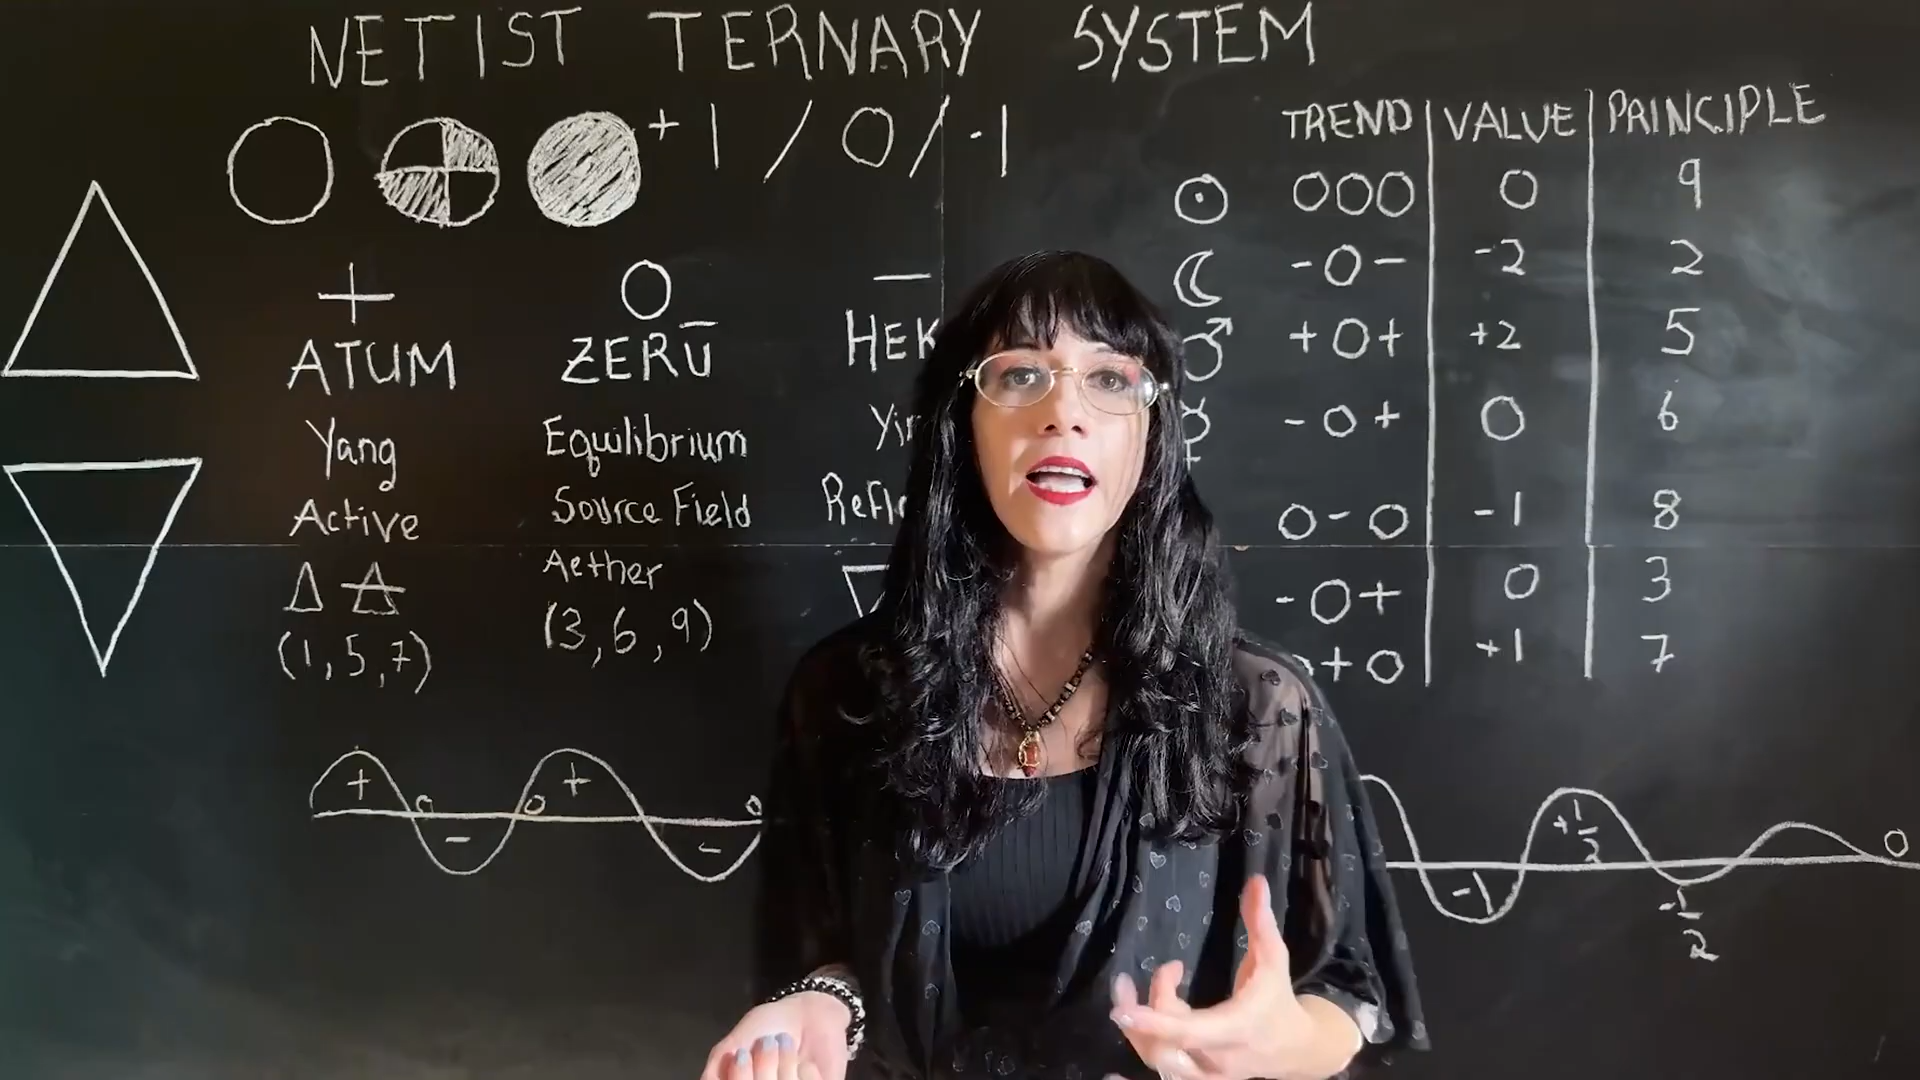 NETIST TERNARY SYSTEM
+1 / 0 / -1
TREND VALUE PRINCIPLE
☉ 000 0 9
☾ -0- -2 2
♂ +0+ +2 5
☿ -0+ 0 6
0-0 -1 8
-0+ 0 3
+0 +1 7
+ 0 —
ATUM ZERŪ
Yang Equilibrium
Active Source Field
Aether
(1,5,7) (3,6,9)
+ 0 - 0 + - 0
-1 +1/2 -1/2 0